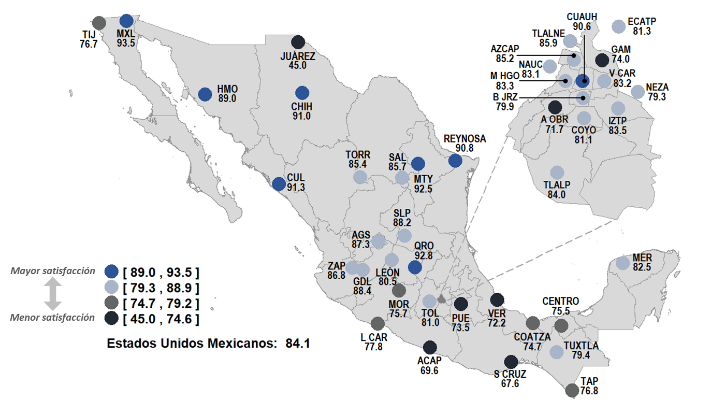 TIJ
76.7
MXL
93.5
JUÁREZ
45.0
HMO
89.0
CHIH
91.0
CUL
91.3
TORR
85.4
SAL
85.7
MTY
92.5
REYNOSA
90.8
SLP
88.2
AGS
87.3
QRO
92.8
ZAP
86.8
GDL
88.4
LEÓN
80.5
MOR
75.7
TOL
81.0
L CAR
77.8
PUE
73.5
VER
72.2
ACAP
69.6
S CRUZ
67.6
COATZA
74.7
CENTRO
75.5
TUXTLA
79.4
TAP
76.8
MER
82.5
CUAUH
90.6
ECATP
81.3
TLALNE
85.9
AZCAP
85.2
GAM
74.0
NAUC
83.1
M HGO
83.3
V CAR
83.2
B JRZ
79.9
NEZA
79.3
A OBR
71.7
COYO
81.1
IZTP
83.5
TLALP
84.0
Mayor satisfacción
Menor satisfacción
[ 89.0 , 93.5 ]
[ 79.3 , 88.9 ]
[ 74.7 , 79.2 ]
[ 45.0 , 74.6 ]
Estados Unidos Mexicanos: 84.1